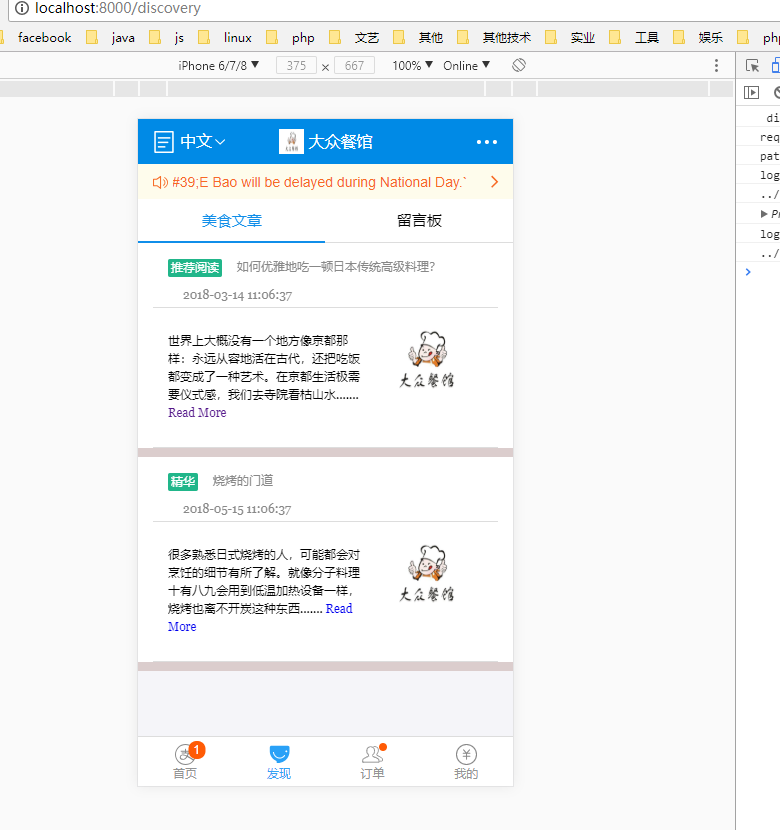 localhost:8000/discovery
facebook java js linux php 文艺 其他 其他技术 实业 工具 娱乐 php
iPhone 6/7/8 ▼ 375 x 667 100% ▼ Online ▼
中文 大众餐馆
#39;E Bao will be delayed during National Day.`
美食文章 留言板
推荐阅读 如何优雅地吃一顿日本传统高级料理?
2018-03-14 11:06:37
世界上大概没有一个地方像京都那
样：永远从容地活在古代，还把吃饭
都变成了一种艺术。在京都生活极需
要仪式感，我们去寺院看枯山水.......
Read More
大众餐馆
精华 烧烤的门道
2018-05-15 11:06:37
很多熟悉日式烧烤的人，可能都会对
烹饪的细节有所了解。就像分子料理
十有八九会用到低温加热设备一样，
烧烤也离不开炭这种东西....... Read
More
大众餐馆
1
首页 发现 订单 我的
di
req
pat
log
../
▶ Pr
log
../